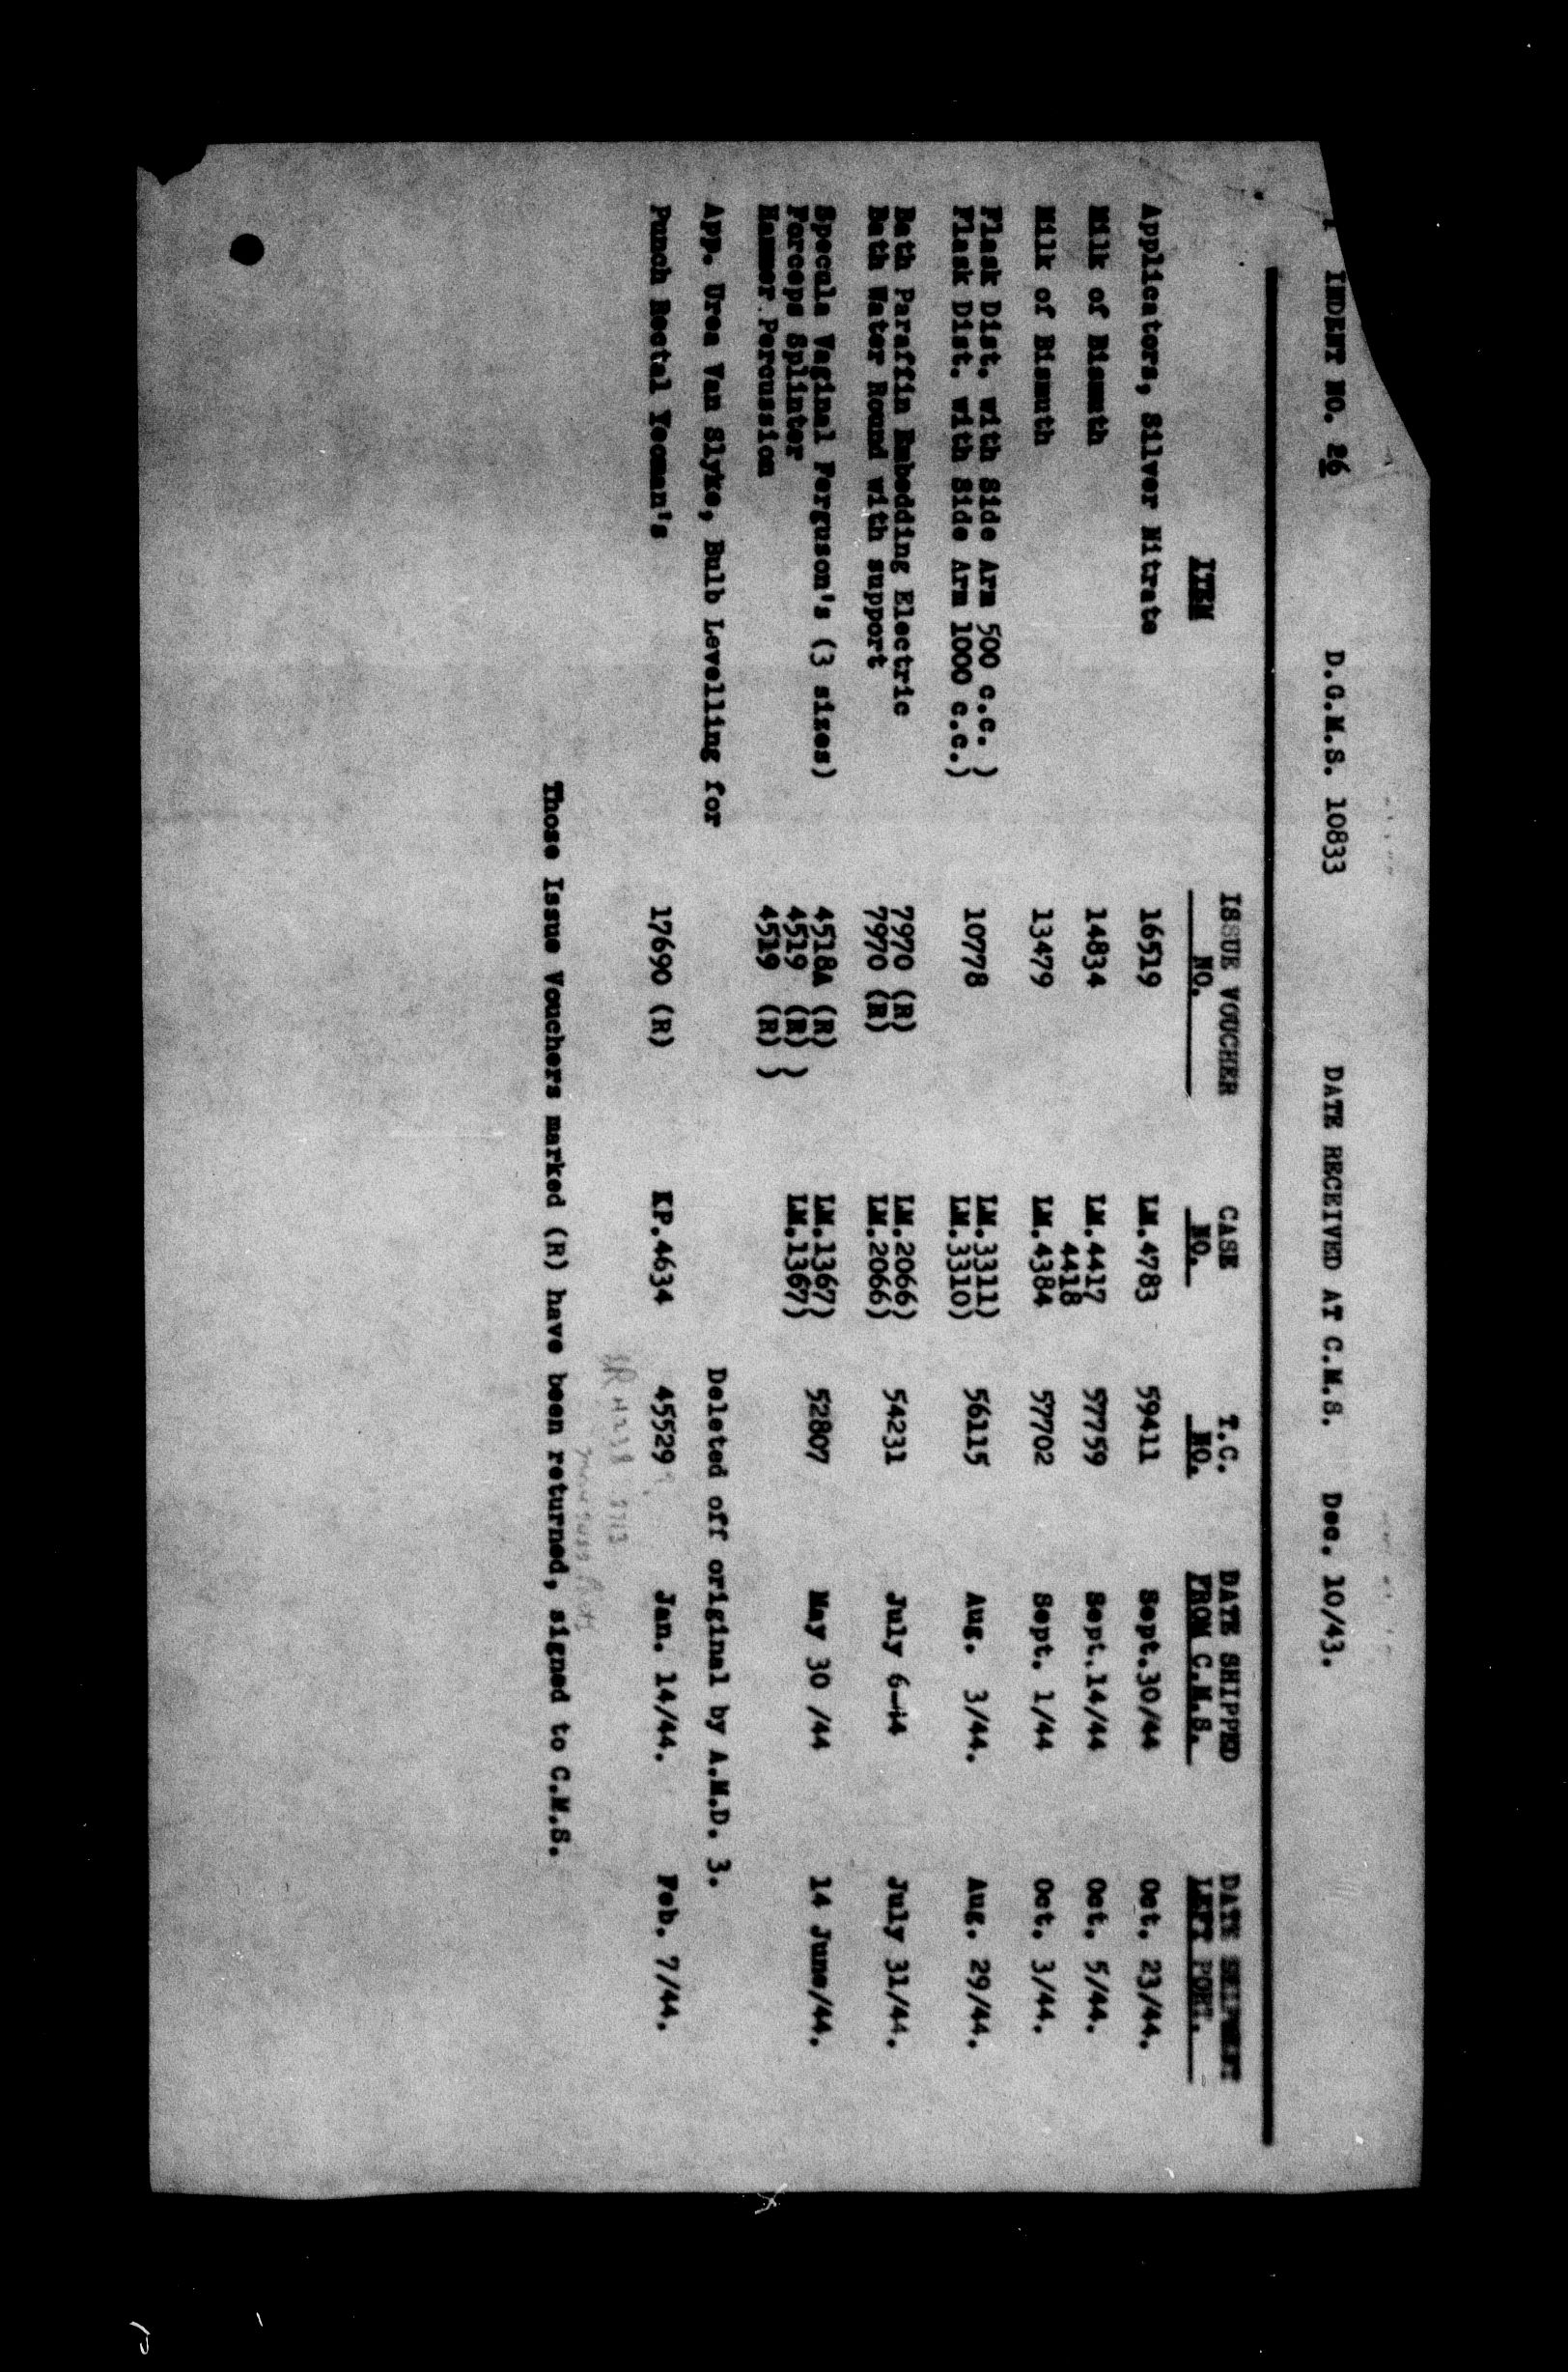 INDENT NO. 26 D.G.M.S. 10833 DATE RECEIVED AT C.M.S. Dec. 10/43.
ITEM ISSUE VOUCHER NO. CASE NO. T.C. NO. DATE SHIPPED FROM C.M.S. DATE SHIPMENT LEFT PORT.
Applicators, Silver Nitrate 16519 LM.4783 59411 Sept.30/44 Oct. 23/44.
Milk of Bismuth 14834 LM.4417 57759 Sept.14/44 Oct. 5/44.
4418
Milk of Bismuth 13479 LM.4384 57702 Sept. 1/44 Oct. 3/44.
Flask Dist. with Side Arm 500 c.c. ) 10778 LM.3311) 56115 Aug. 3/44. Aug. 29/44.
Flask Dist. with Side Arm 1000 c.c.) LM.3310)
Bath Paraffin Embedding Electric 7970 (R) LM.2066) 54231 July 6-44 July 31/44.
Bath Water Round with support 7970 (R) LM.2066)
Specula Vaginal Ferguson's (3 sizes) 4518A (R) LM.1367) 52807 May 30 /44 14 June/44.
Forceps Splinter 4519 (R) ) LM.1367)
Hammer Percussion 4519 (R) )
App. Urea Van Slyke, Bulb Levelling for Deleted off original by A.M.D. 3.
Punch Rectal Yeoman's 17690 (R) KP.4634 45529 Jan. 14/44. Feb. 7/44.
Those Issue Vouchers marked (R) have been returned, signed to C.M.S.